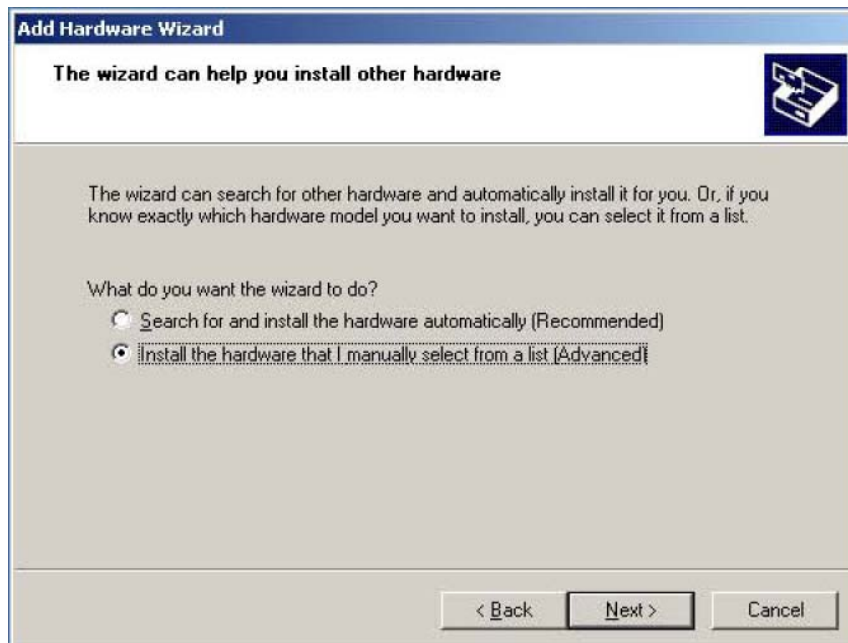 Add Hardware Wizard
The wizard can help you install other hardware
The wizard can search for other hardware and automatically install it for you. Or, if you
know exactly which hardware model you want to install, you can select it from a list.
What do you want the wizard to do?
Search for and install the hardware automatically (Recommended)
Install the hardware that I manually select from a list (Advanced)
< Back Next > Cancel